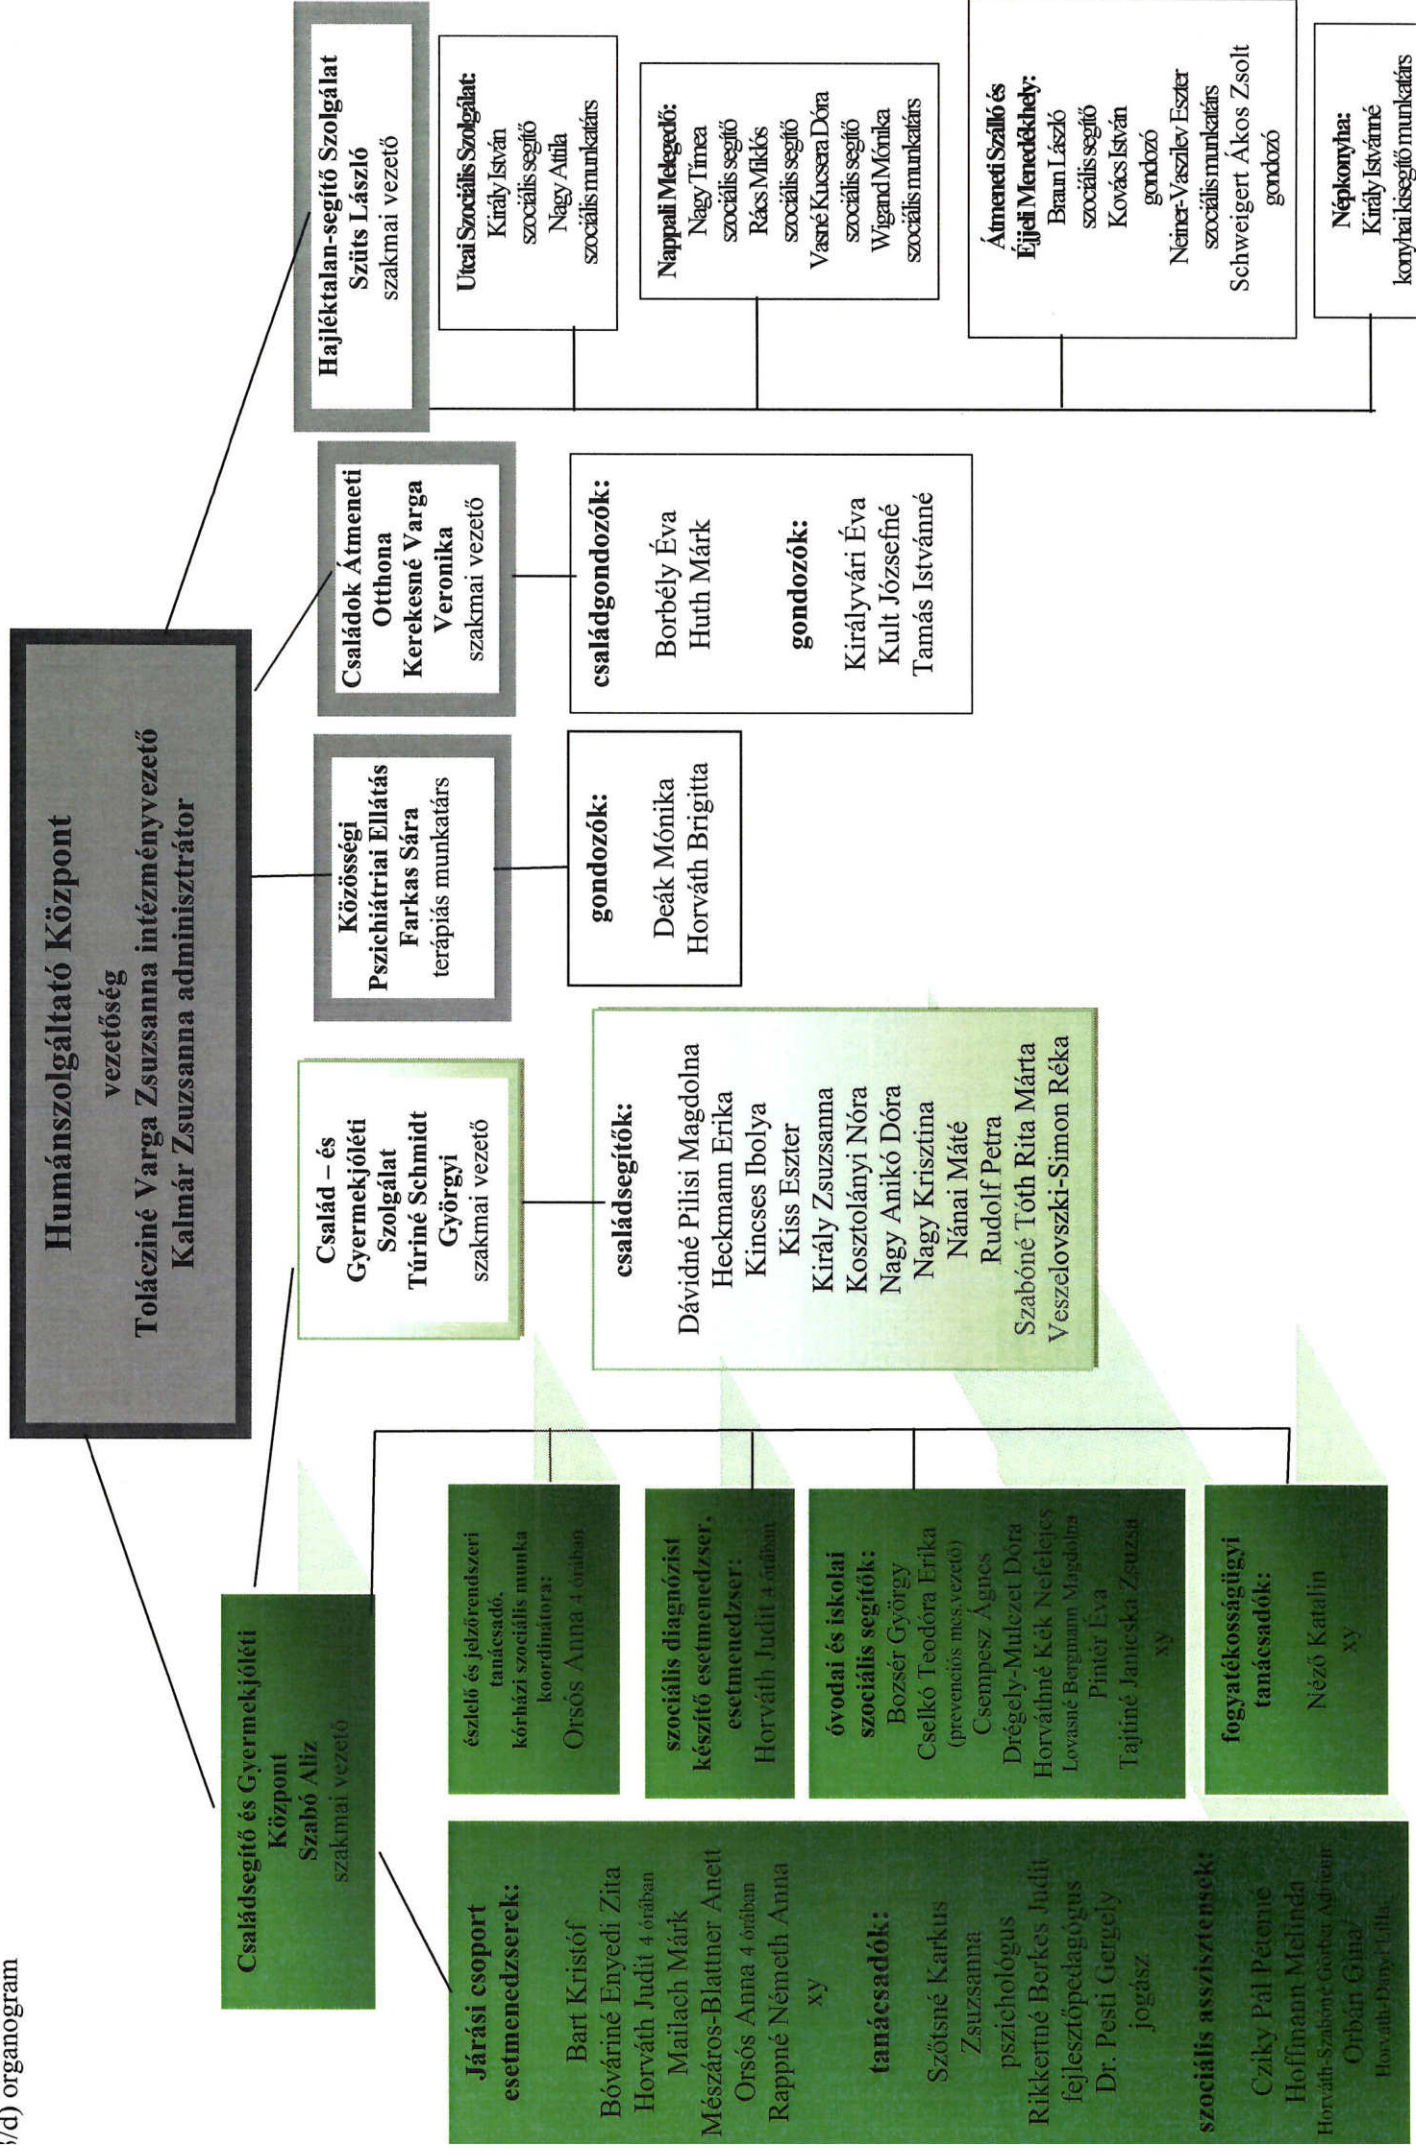 /d) organogram
Humánszolgáltató Központ
vezetőség
Tolácziné Varga Zsuzsanna intézményvezető
Kalmár Zsuzsanna adminisztrátor
Családsegítő és Gyermekjóléti
Központ
Szabó Aliz
szakmai vezető
Család – és
Gyermekjóléti
Szolgálat
Túriné Schmidt
Györgyi
szakmai vezető
Közösségi
Pszichiátriai Ellátás
Farkas Sára
terápiás munkatárs
Családok Átmeneti
Otthona
Kerekesné Varga
Veronika
szakmai vezető
Hajléktalan-segítő Szolgálat
Szüts László
szakmai vezető
Járási csoport
esetmenedzserek:
Bart Kristóf
Bóváriné Enyedi Zita
Horváth Judit 4 órában
Mailach Márk
Mészáros-Blattner Anett
Orsós Anna 4 órában
Rappné Németh Anna
xy
tanácsadók:
Szőtsné Karkus
Zsuzsanna
pszichológus
Rikkertné Berkes Judit
fejlesztőpedagógus
Dr. Pesti Gergely
jogász
szociális asszisztensek:
Cziky Pál Péterné
Hoffmann Melinda
Horváth-Szabóné Görber Adrienn
Orbán Gina
Horváth-Dányi Lilla
észlelő és jelzőrendszeri
tanácsadó,
kórházi szociális munka
koordinátora:
Orsós Anna 4 órában
szociális diagnózist
készítő esetmenedzser,
esetmenedzser:
Horváth Judit 4 órában
óvodai és iskolai
szociális segítők:
Bozsér György
Cselkó Teodóra Erika
(prevenciós mcs.vezető)
Csempesz Ágnes
Drégely-Mulczet Dóra
Horváthné Kék Nefelejcs
Lovasné Bergmann Magdolna
Pintér Éva
Tajtiné Janicska Zsuzsa
xy
fogyatékosságügyi
tanácsadók:
Néző Katalin
xy
családsegítők:
Dávidné Pilisi Magdolna
Heckmann Erika
Kincses Ibolya
Kiss Eszter
Király Zsuzsanna
Kosztolányi Nóra
Nagy Anikó Dóra
Nagy Krisztina
Nánai Máté
Rudolf Petra
Szabóné Tóth Rita Márta
Veszelovszki-Simon Réka
gondozók:
Deák Mónika
Horváth Brigitta
családgondozók:
Borbély Éva
Huth Márk
gondozók:
Királyvári Éva
Kult Józsefné
Tamás Istvánné
Utcai Szociális Szolgálat:
Király István
szociális segítő
Nagy Attila
szociális munkatárs
Nappali Melegedő:
Nagy Tímea
szociális segítő
Rács Miklós
szociális segítő
Vasné Kucsera Dóra
szociális segítő
Wigand Mónika
szociális munkatárs
Átmeneti Szálló és
Éjjeli Menedékhely:
Braun László
szociális segítő
Kovács István
gondozó
Neiner-Vaszilev Eszter
szociális munkatárs
Schweigert Ákos Zsolt
gondozó
Népkonyha:
Király Istvánné
konyhai kisegítő munkatárs